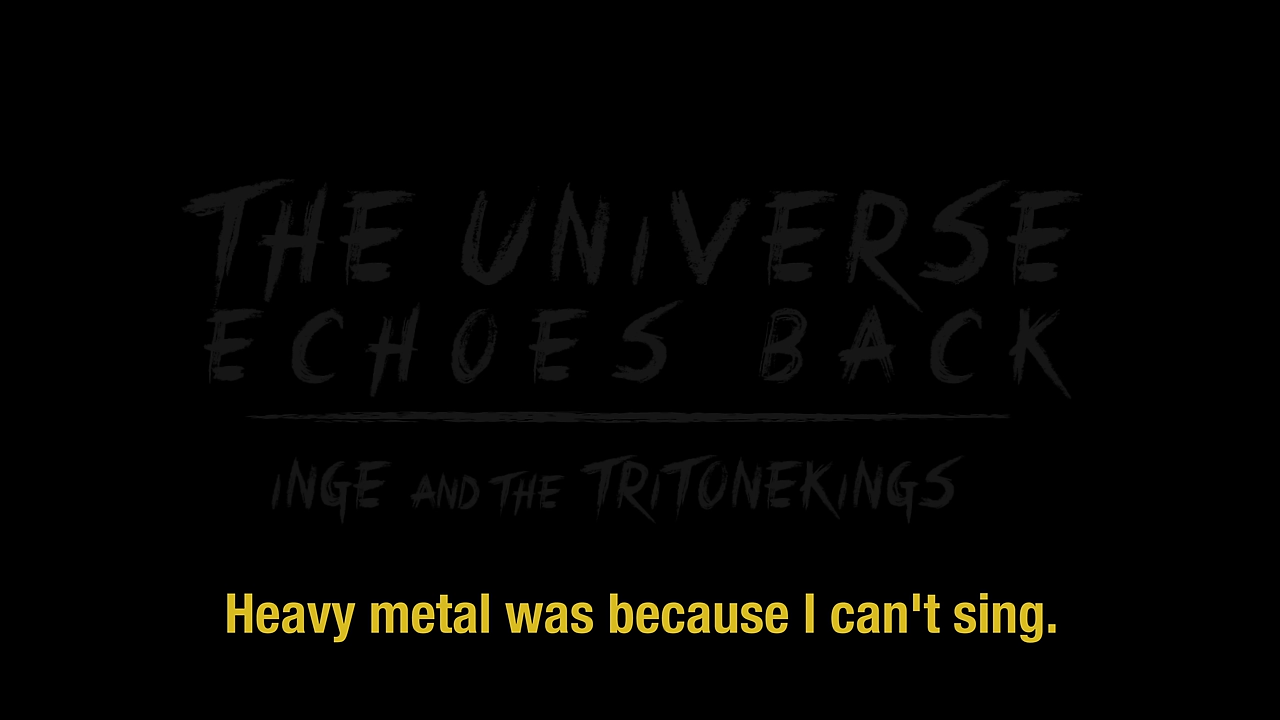 THE UNIVERSE
ECHOES BACK
INGE AND THE TRITONEKINGS
Heavy metal was because I can't sing.